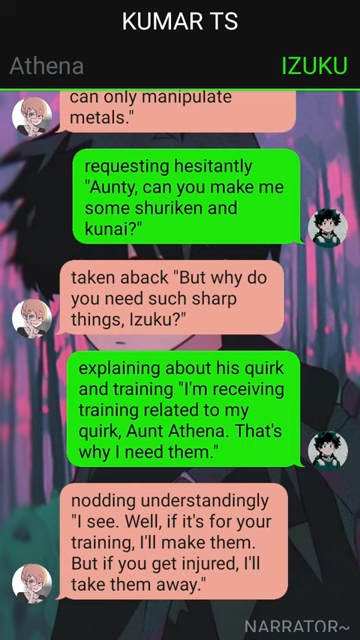 KUMAR TS
Athena
IZUKU
can only manipulate
metals."
requesting hesitantly
"Aunty, can you make me
some shuriken and
kunai?"
taken aback "But why do
you need such sharp
things, Izuku?"
explaining about his quirk
and training "I'm receiving
training related to my
quirk, Aunt Athena. That's
why I need them."
nodding understandingly
"I see. Well, if it's for your
training, I'll make them.
But if you get injured, I'll
take them away."
NARRATOR~